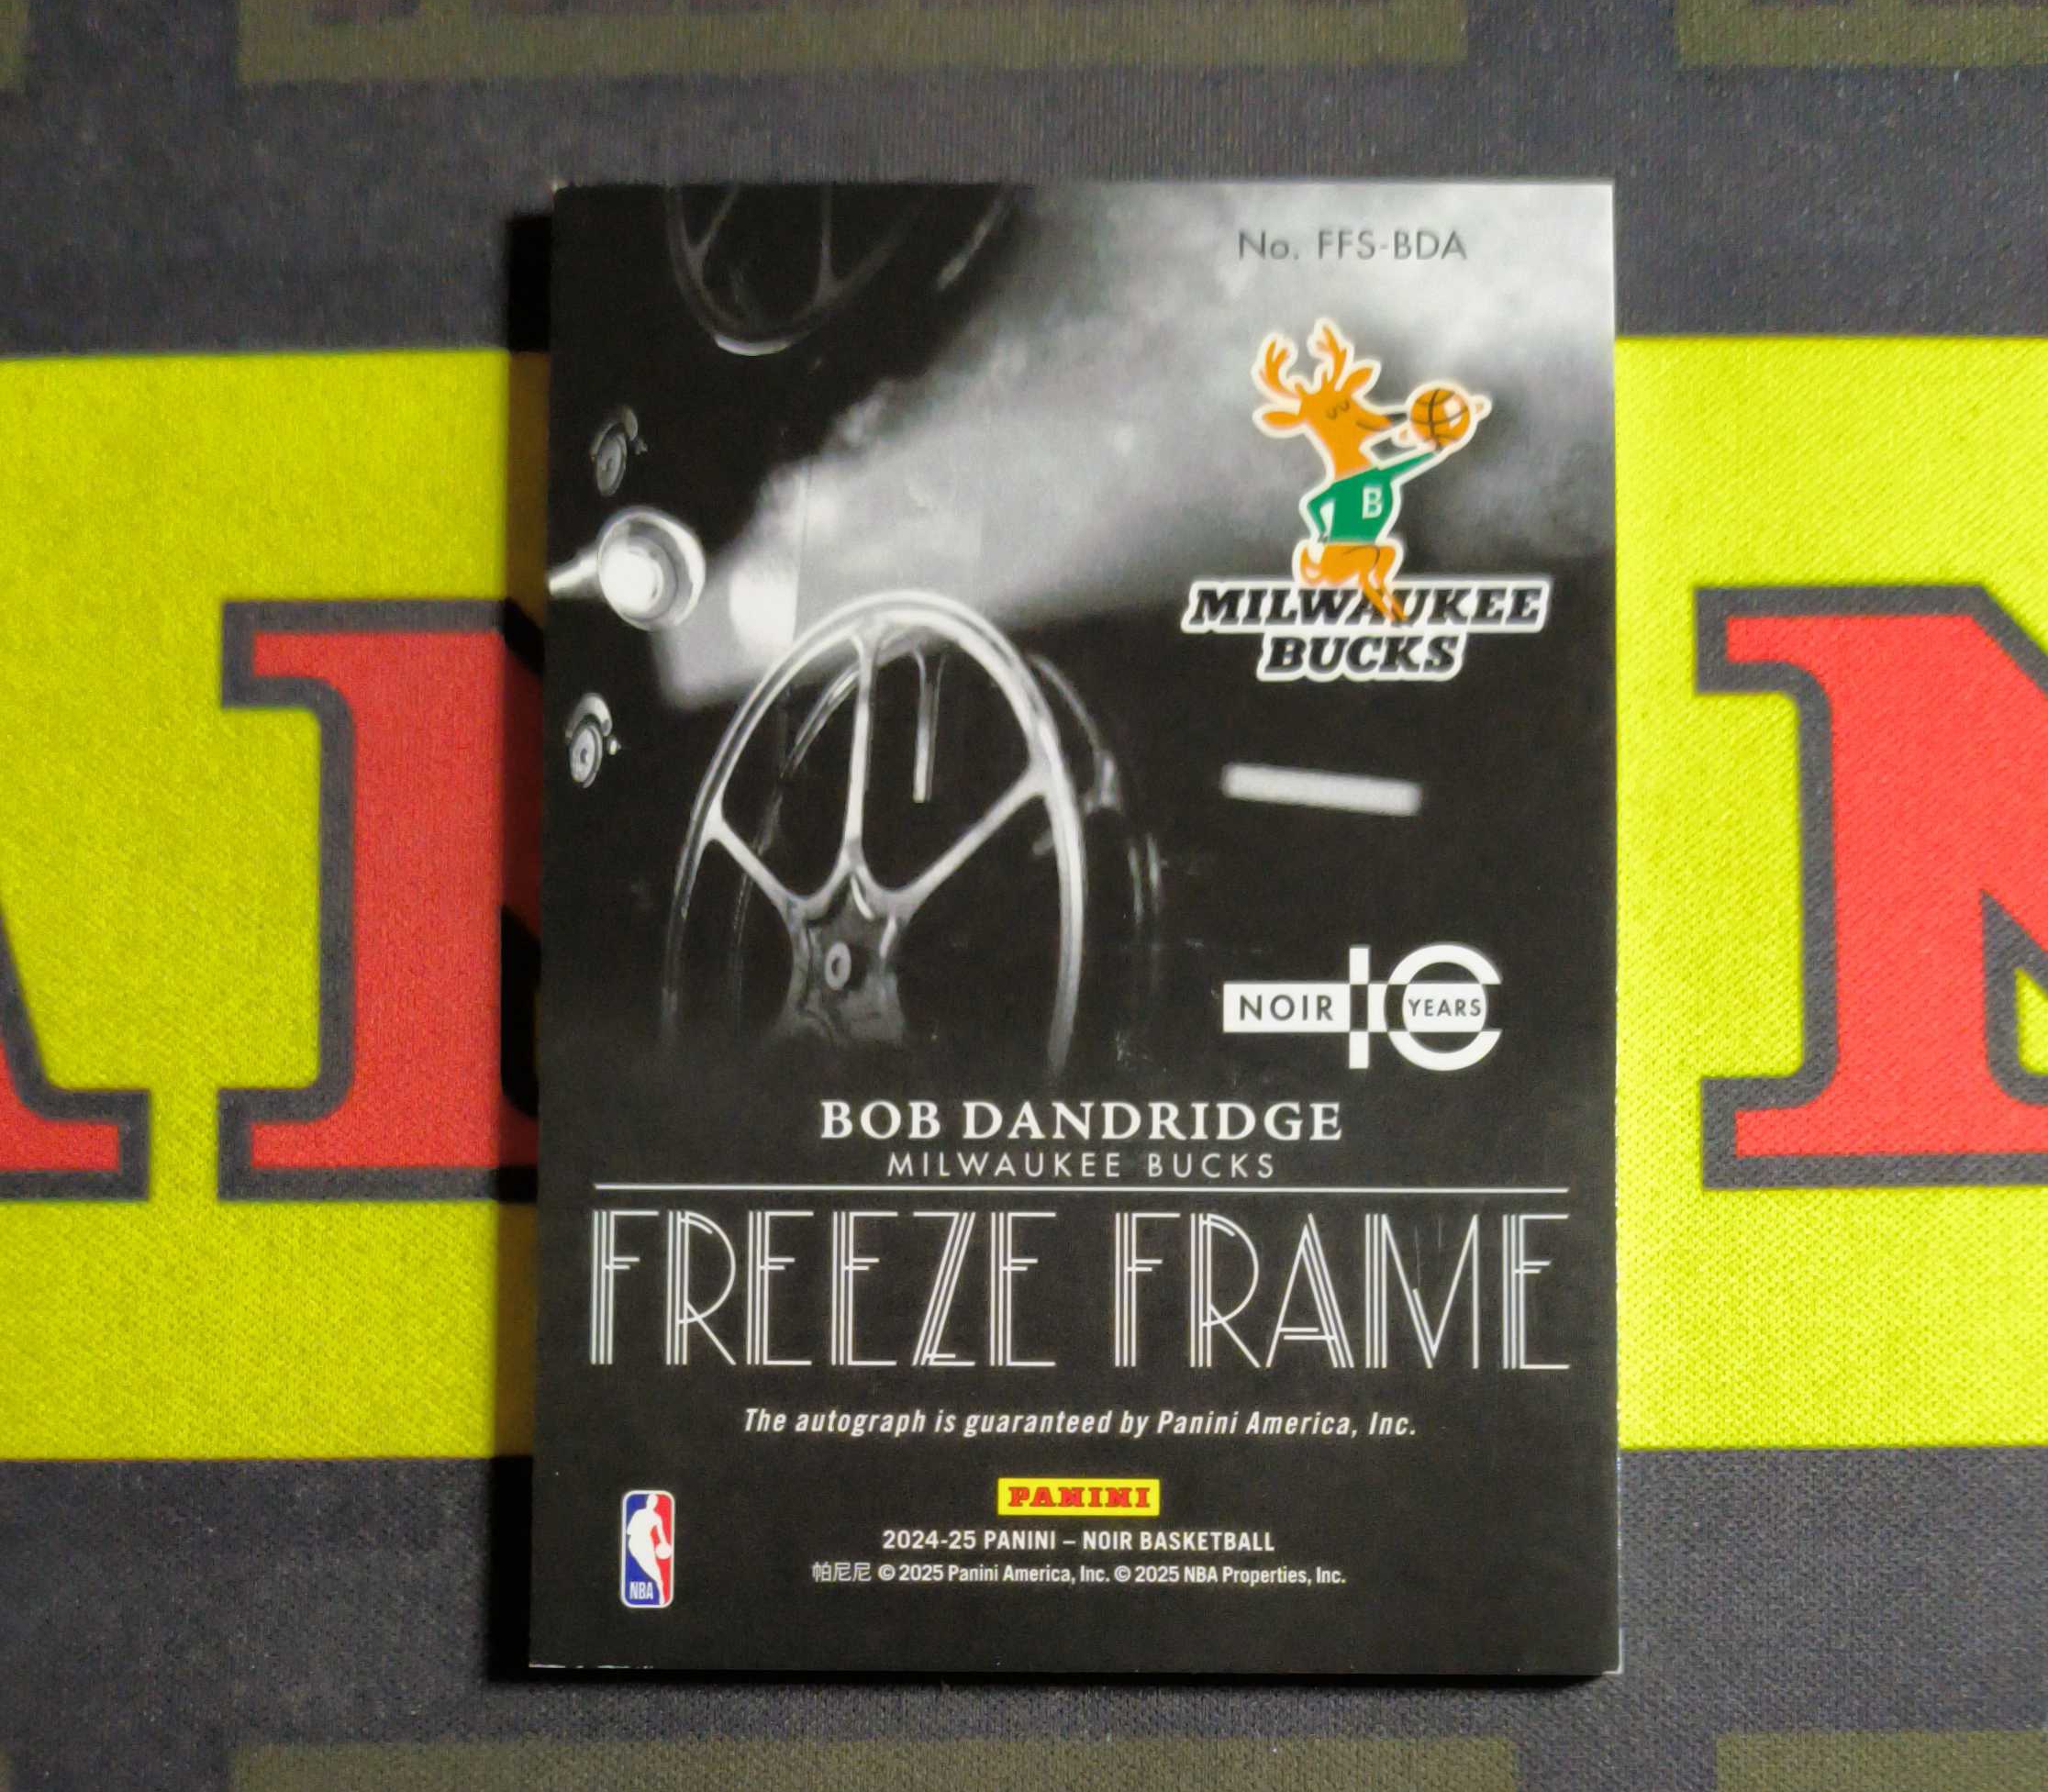 No. FFS-BDA
B
MILWAUKEE
BUCKS
NOIR 10 YEARS
BOB DANDRIDGE
MILWAUKEE BUCKS
FREEZE FRAME
The autograph is guaranteed by Panini America, Inc.
PANINI
NBA
2024-25 PANINI – NOIR BASKETBALL
帕尼尼 © 2025 Panini America, Inc. © 2025 NBA Properties, Inc.